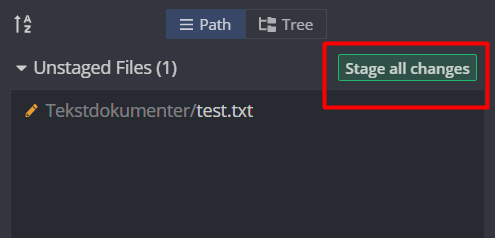 A
Z
Path
Tree
Unstaged Files (1)
Stage all changes
Tekstdokumenter/test.txt